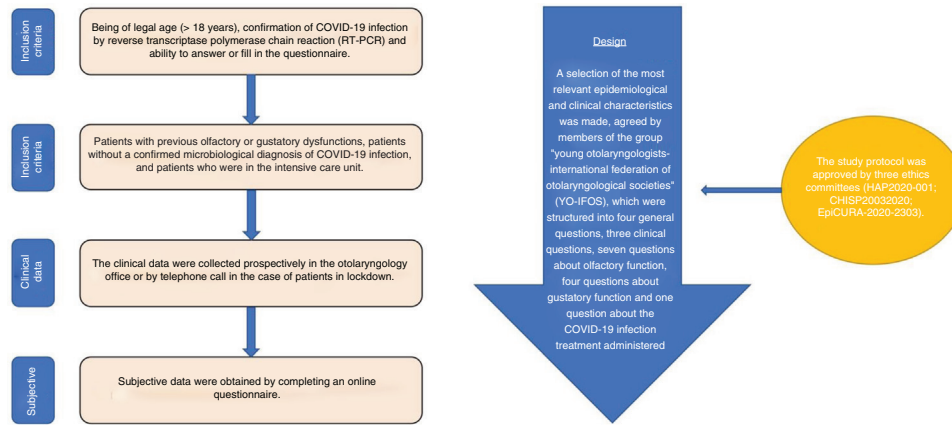 Inclusion
criteria
Being of legal age (> 18 years), confirmation of COVID-19 infection
by reverse transcriptase polymerase chain reaction (RT-PCR) and
ability to answer or fill in the questionnaire.
Inclusion
criteria
Patients with previous olfactory or gustatory dysfunctions, patients
without a confirmed microbiological diagnosis of COVID-19 infection,
and patients who were in the intensive care unit.
Clinical
data
The clinical data were collected prospectively in the otolaryngology
office or by telephone call in the case of patients in lockdown.
Subjective
Subjective data were obtained by completing an online
questionnaire.
Design
A selection of the most
relevant epidemiological
and clinical characteristics
was made, agreed by
members of the group
"young otolaryngologists-
international federation of
otolaryngological societies"
(YO-IFOS), which were
structured into four general
questions, three clinical
questions, seven questions
about olfactory function,
four questions about
gustatory function and one
question about the
COVID-19 infection
treatment administered
The study protocol was
approved by three ethics
committees (HAP2020-001;
CHISP20032020;
EpiCURA-2020-2303).